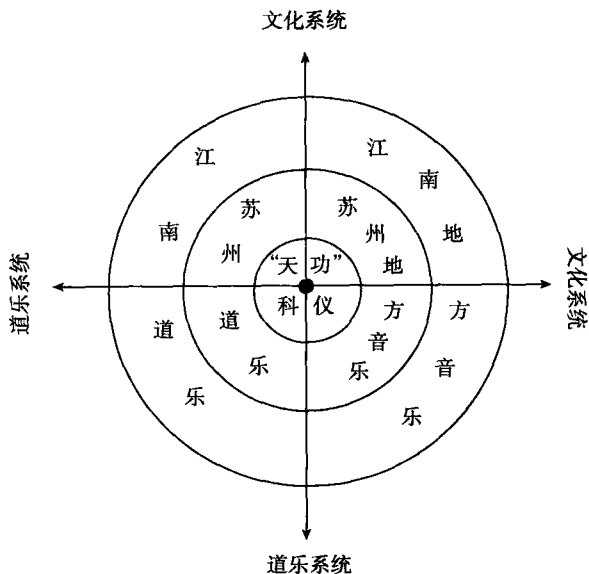 文化系统
江南道乐
江南地方音乐
苏州道乐
苏州地方音乐
“天功”
科仪
道乐系统
文化系统
道乐系统